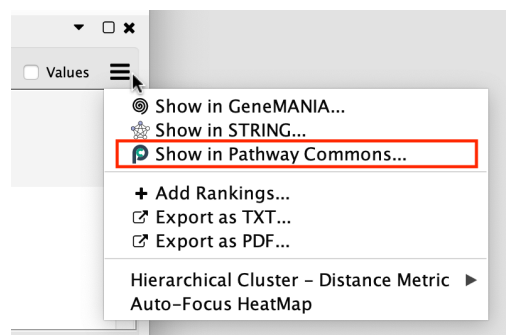 Values
Show in GeneMANIA...
Show in STRING...
Show in Pathway Commons...
Add Rankings...
Export as TXT...
Export as PDF...
Hierarchical Cluster – Distance Metric
Auto–Focus HeatMap